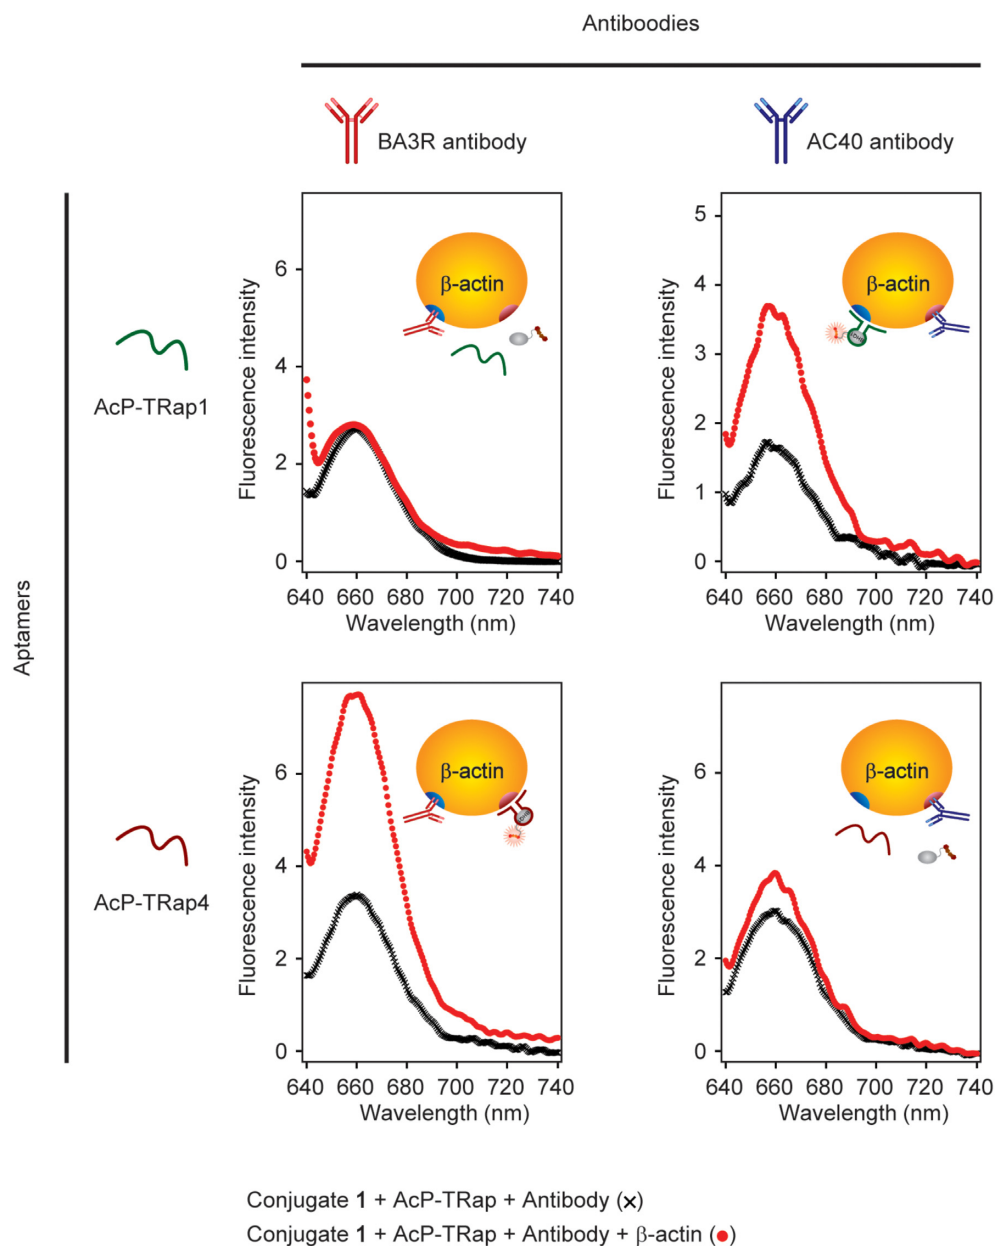 Antiboodies
BA3R antibody
AC40 antibody
Aptamers
AcP-TRap1
Fluorescence intensity
6
4
2
0
β-actin
640 660 680 700 720 740
Wavelength (nm)
Fluorescence intensity
5
4
3
2
1
0
β-actin
640 660 680 700 720 740
Wavelength (nm)
AcP-TRap4
Fluorescence intensity
6
4
2
0
β-actin
640 660 680 700 720 740
Wavelength (nm)
Fluorescence intensity
6
4
2
0
β-actin
640 660 680 700 720 740
Wavelength (nm)
Conjugate 1 + AcP-TRap + Antibody (×)
Conjugate 1 + AcP-TRap + Antibody + β-actin (●)